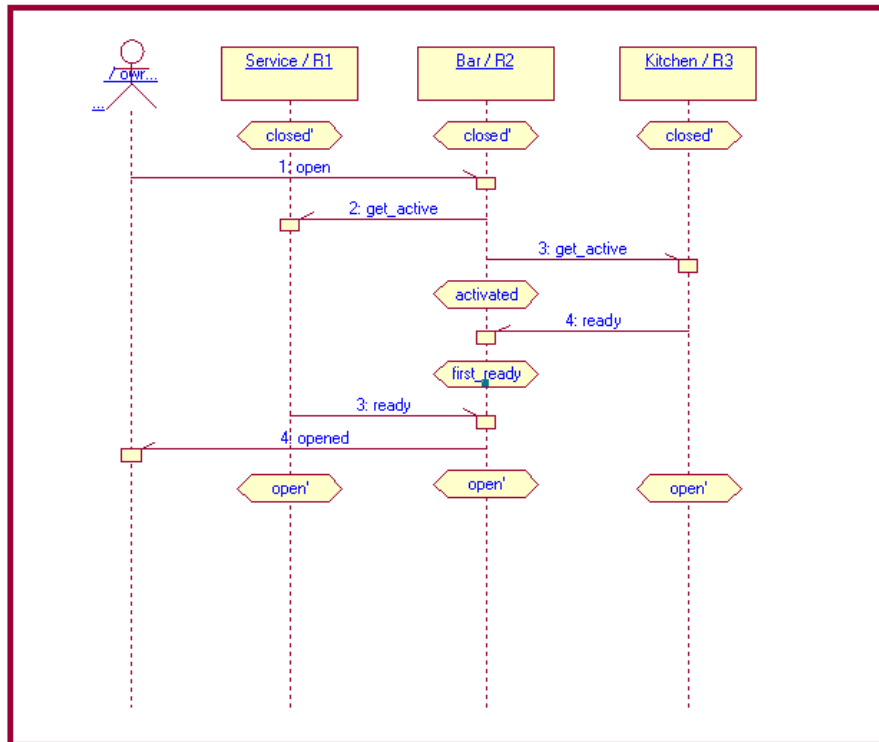 / owr...
...
Service / R1
Bar / R2
Kitchen / R3
closed'
closed'
closed'
1: open
2: get_active
3: get_active
activated
4: ready
first_ready
3: ready
4: opened
open'
open'
open'